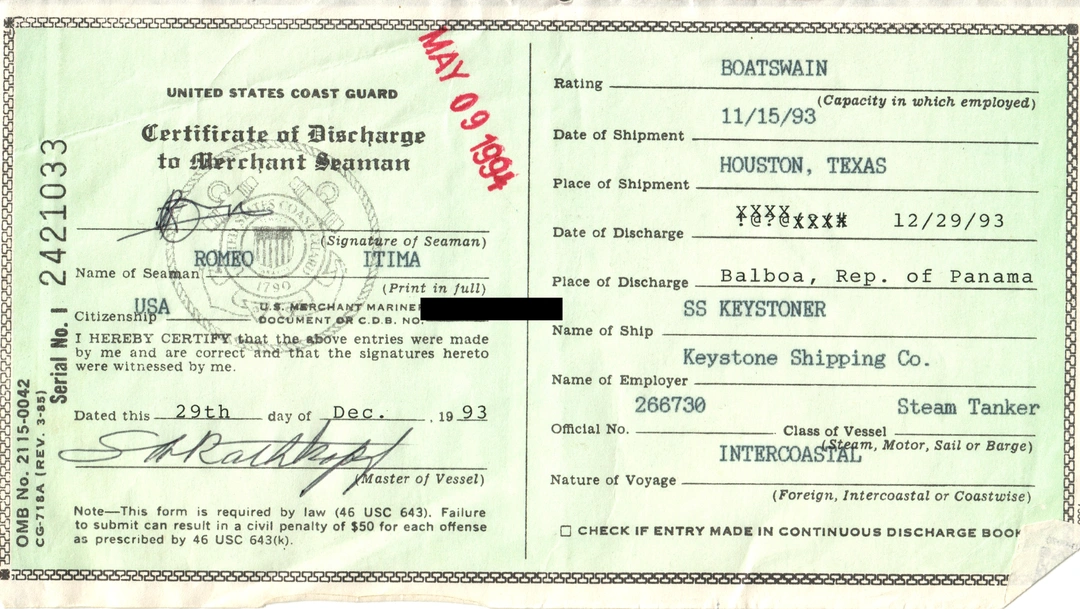 MAY 09 1994
UNITED STATES COAST GUARD
Certificate of Discharge
to Merchant Seaman
(Signature of Seaman)
Name of Seaman ROMEO ITIMA
(Print in full)
Citizenship USA U.S. MERCHANT MARINER
DOCUMENT OR C.D.B. NO.
I HEREBY CERTIFY that the above entries were made
by me and are correct and that the signatures hereto
were witnessed by me.
Dated this 29th day of Dec. , 19 93
(Master of Vessel)
Note—This form is required by law (46 USC 643). Failure
to submit can result in a civil penalty of $50 for each offense
as prescribed by 46 USC 643(k).
OMB No. 2115-0042
CG-718A (REV. 3-85)
Serial No. 1 2421033
UNITED STATES COAST
1790
Rating BOATSWAIN
(Capacity in which employed)
Date of Shipment 11/15/93
Place of Shipment HOUSTON, TEXAS
Date of Discharge 12/29/93
Place of Discharge Balboa, Rep. of Panama
Name of Ship SS KEYSTONER
Name of Employer Keystone Shipping Co.
Official No. 266730 Class of Vessel Steam Tanker
(Steam, Motor, Sail or Barge)
Nature of Voyage INTERCOASTAL
(Foreign, Intercoastal or Coastwise)
☐ CHECK IF ENTRY MADE IN CONTINUOUS DISCHARGE BOOK